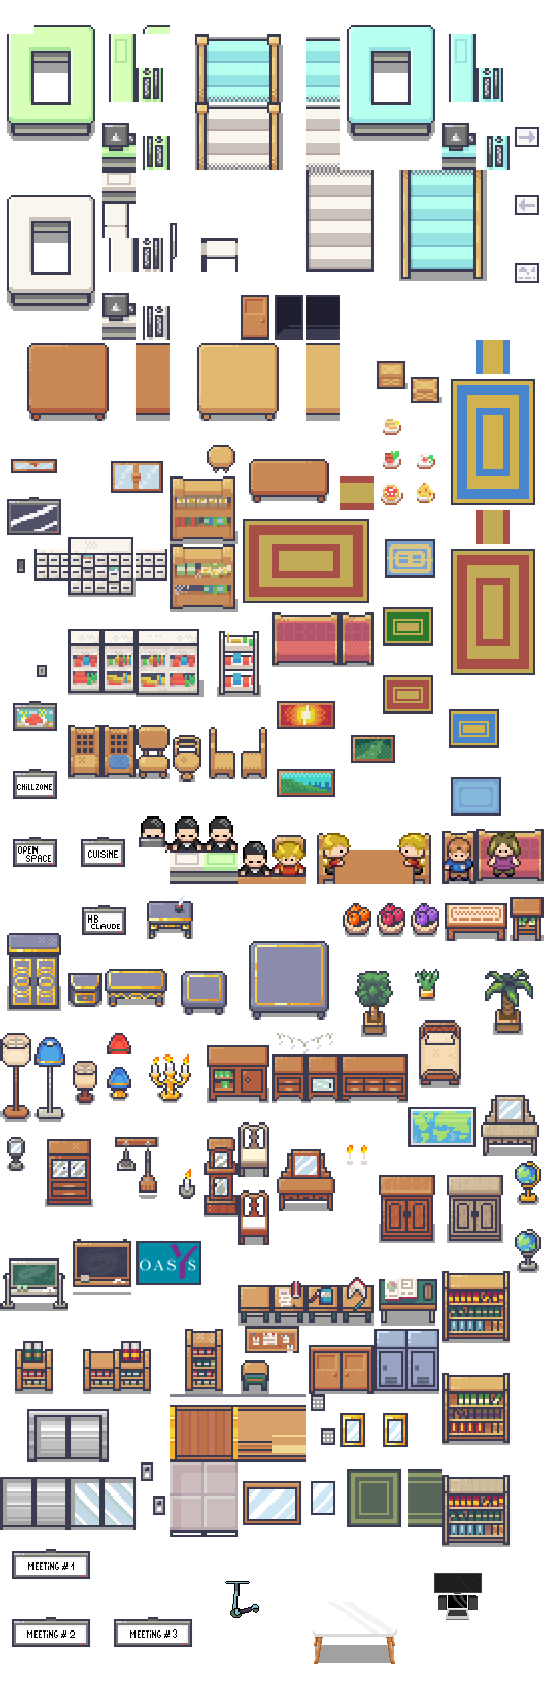 CHILL ZONE
OPEN
SPACE
CUISINE
HB
CLAUDE
OASYS
MEETING # 1
MEETING # 2
MEETING # 3